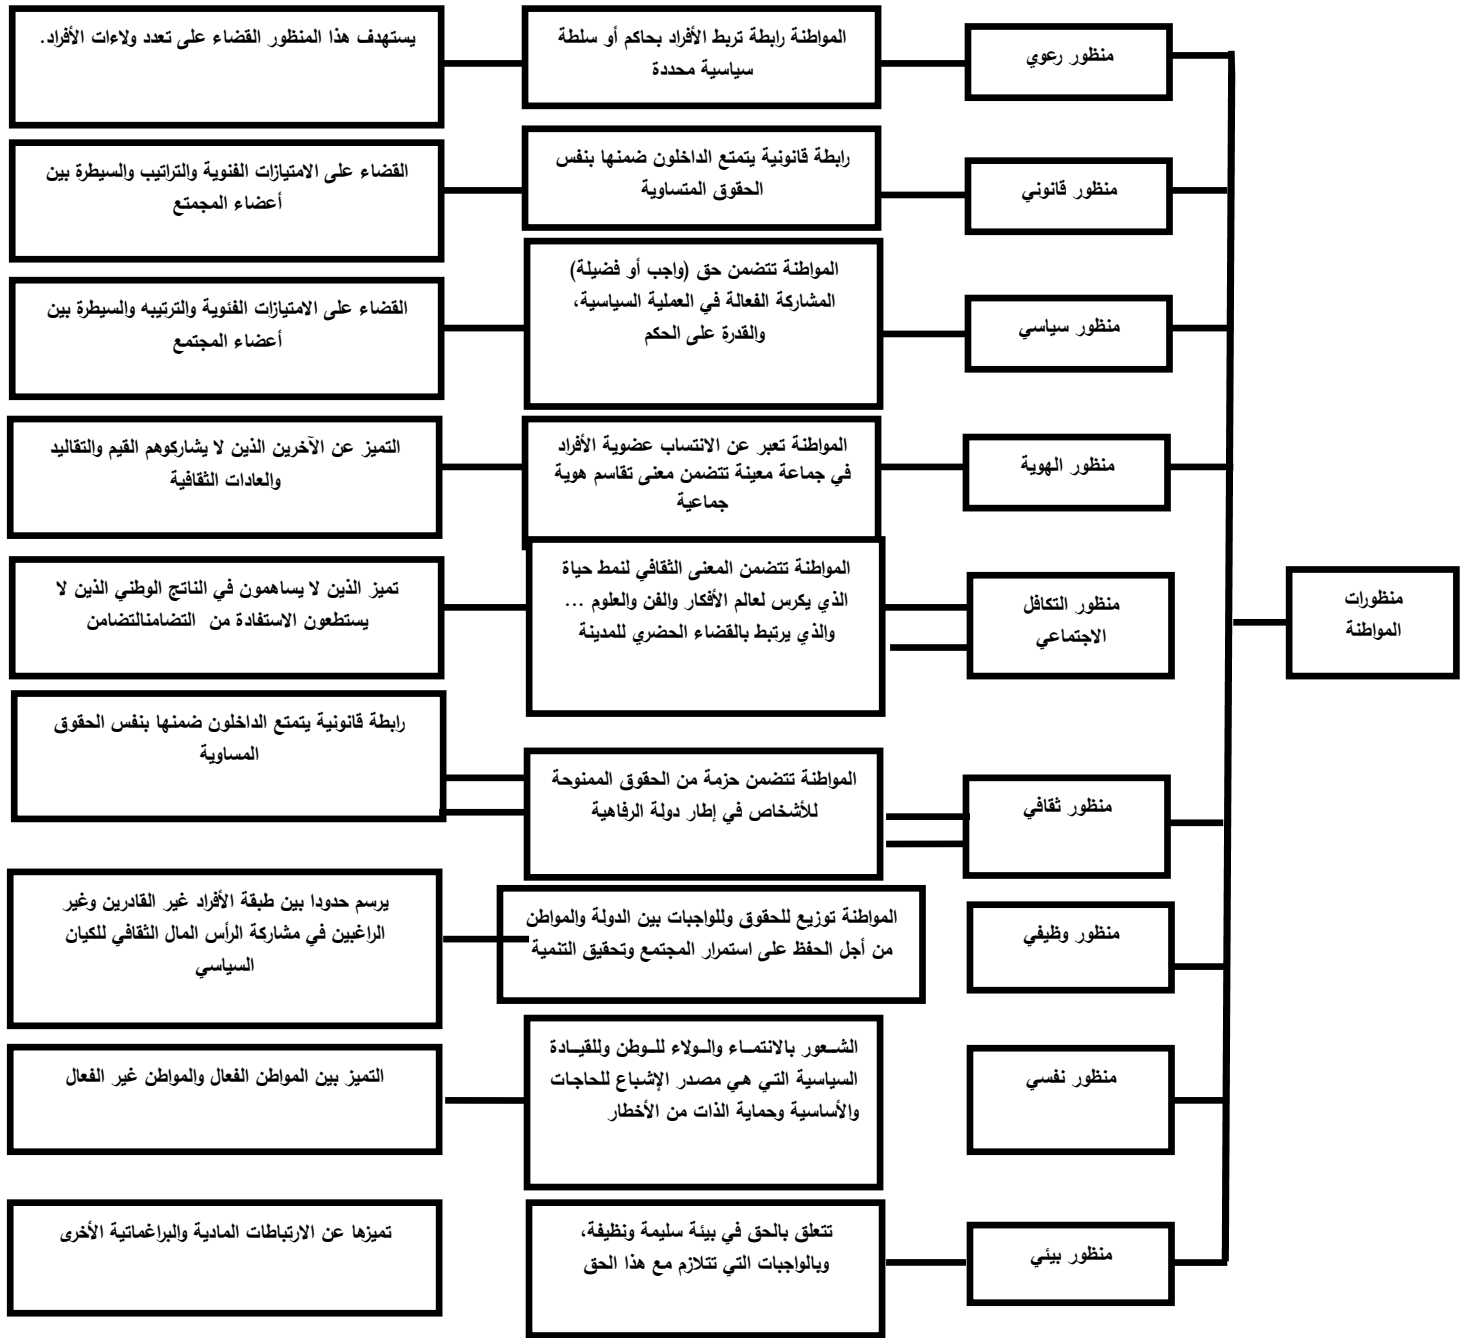 منظورات
المواطنة
منظور رعوي
المواطنة رابطة تربط الأفراد بحاكم أو سلطة
سياسية محددة
يستهدف هذا المنظور القضاء على تعدد ولاءات الأفراد.
منظور قانوني
رابطة قانونية يتمتع الداخلون ضمنها بنفس
الحقوق المتساوية
القضاء على الامتيازات الفئوية والتراتيب والسيطرة بين
أعضاء المجمتع
منظور سياسي
المواطنة تتضمن حق (واجب أو فضيلة)
المشاركة الفعالة في العملية السياسية،
والقدرة على الحكم
القضاء على الامتيازات الفئوية والترتيبه والسيطرة بين
أعضاء المجتمع
منظور الهوية
المواطنة تعبر عن الانتساب عضوية الأفراد
في جماعة معينة تتضمن معنى تقاسم هوية
جماعية
التميز عن الآخرين الذين لا يشاركوهم القيم والتقاليد
والعادات الثقافية
منظور التكافل
الاجتماعي
المواطنة تتضمن المعنى الثقافي لنمط حياة
الذي يكرس لعالم الأفكار والفن والعلوم ...
والذي يرتبط بالقضاء الحضري للمدينة
تميز الذين لا يساهمون في الناتج الوطني الذين لا
يستطعون الاستفادة من التضامنالتضامن
منظور ثقافي
المواطنة تتضمن حزمة من الحقوق الممنوحة
للأشخاص في إطار دولة الرفاهية
رابطة قانونية يتمتع الداخلون ضمنها بنفس الحقوق
المساوية
منظور وظيفي
المواطنة توزيع للحقوق وللواجبات بين الدولة والمواطن
من أجل الحفظ على استمرار المجتمع وتحقيق التنمية
يرسم حدودا بين طبقة الأفراد غير القادرين وغير
الراغبين في مشاركة الرأس المال الثقافي للكيان
السياسي
منظور نفسي
الشـعور بالانتمـاء والـولاء للـوطن وللقيـادة
السياسية التـي هـي مصدر الإشباع للحاجات
والأساسية وحماية الذات من الأخطار
التميز بين المواطن الفعال والمواطن غير الفعال
منظور بيئي
تتعلق بالحق في بيئة سليمة ونظيفة،
وبالواجبات التي تتلازم مع هذا الحق
تميزها عن الارتباطات المادية والبراغماتية الأخرى